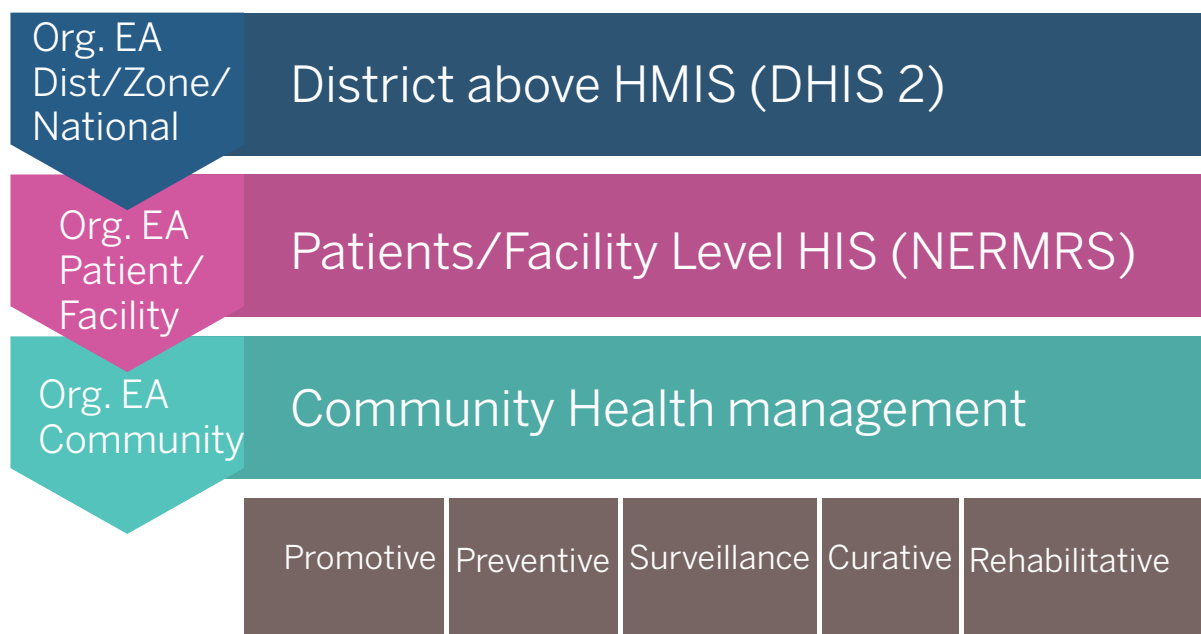 Org. EA
Dist/Zone/
National
District above HMIS (DHIS 2)
Org. EA
Patient/
Facility
Patients/Facility Level HIS (NERMRS)
Org. EA
Community
Community Health management
Promotive
Preventive
Surveillance
Curative
Rehabilitative